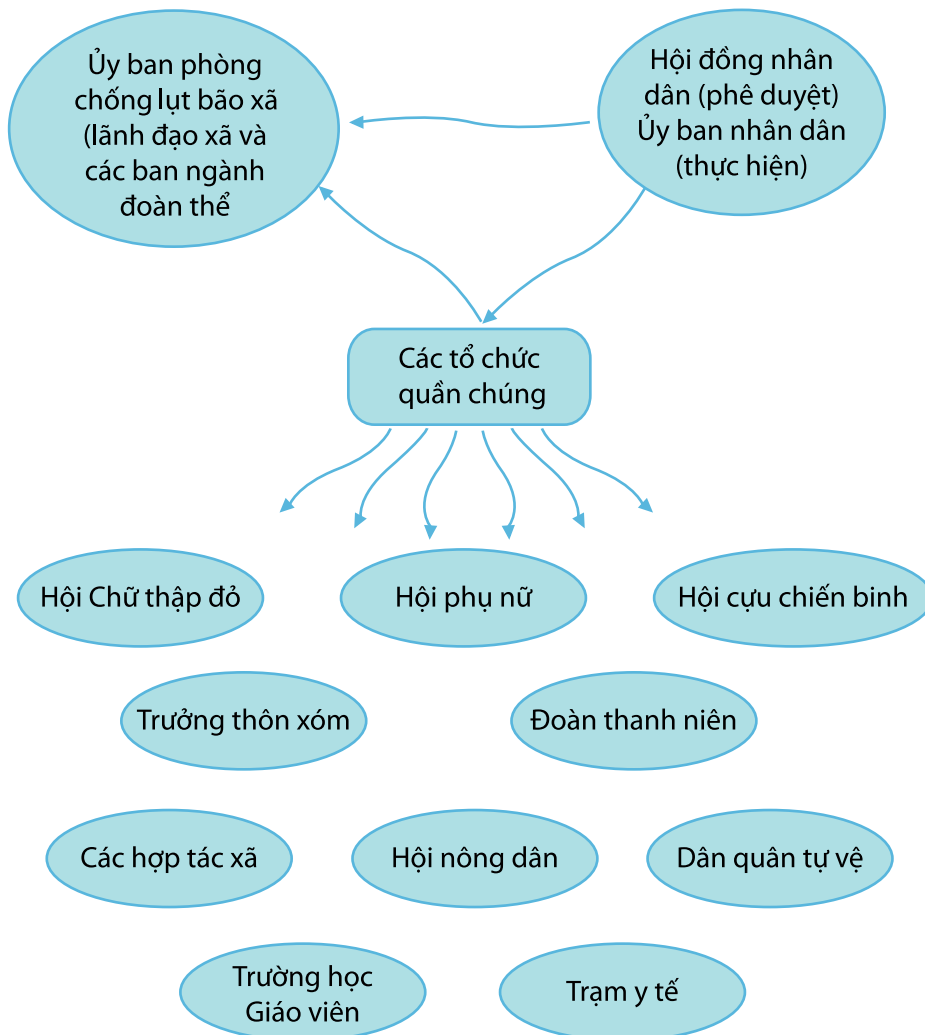 Ủy ban phòng
chống lụt bão xã
(lãnh đạo xã và
các ban ngành
đoàn thể
Hội đồng nhân
dân (phê duyệt)
Ủy ban nhân dân
(thực hiện)
Các tổ chức
quần chúng
Hội Chữ thập đỏ
Hội phụ nữ
Hội cựu chiến binh
Trưởng thôn xóm
Đoàn thanh niên
Các hợp tác xã
Hội nông dân
Dân quân tự vệ
Trường học
Giáo viên
Trạm y tế